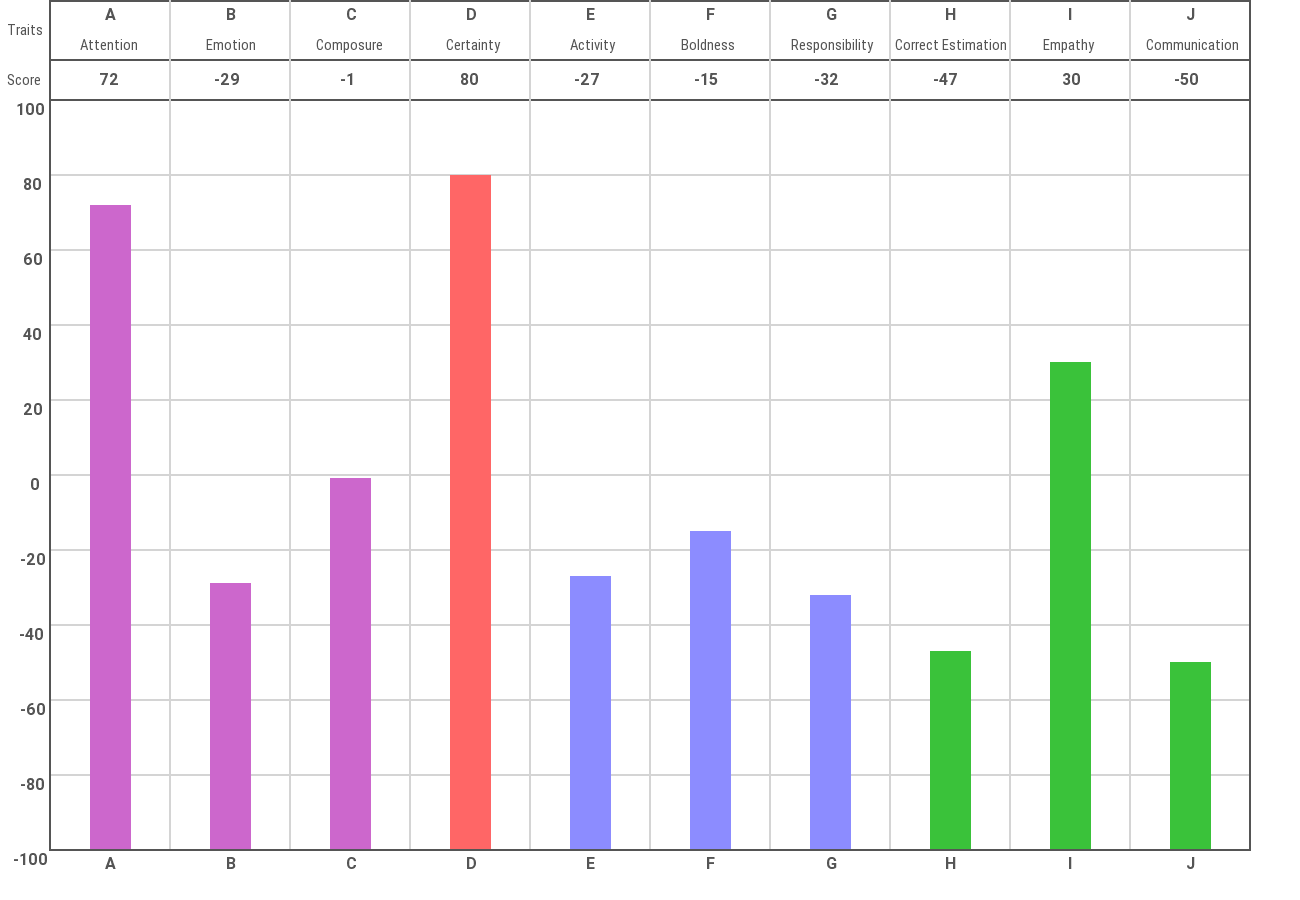 A B C D E F G H I J
Traits
Attention Emotion Composure Certainty Activity Boldness Responsibility Correct Estimation Empathy Communication
Score 72 -29 -1 80 -27 -15 -32 -47 30 -50
100
80
60
40
20
0
-20
-40
-60
-80
-100
A B C D E F G H I J